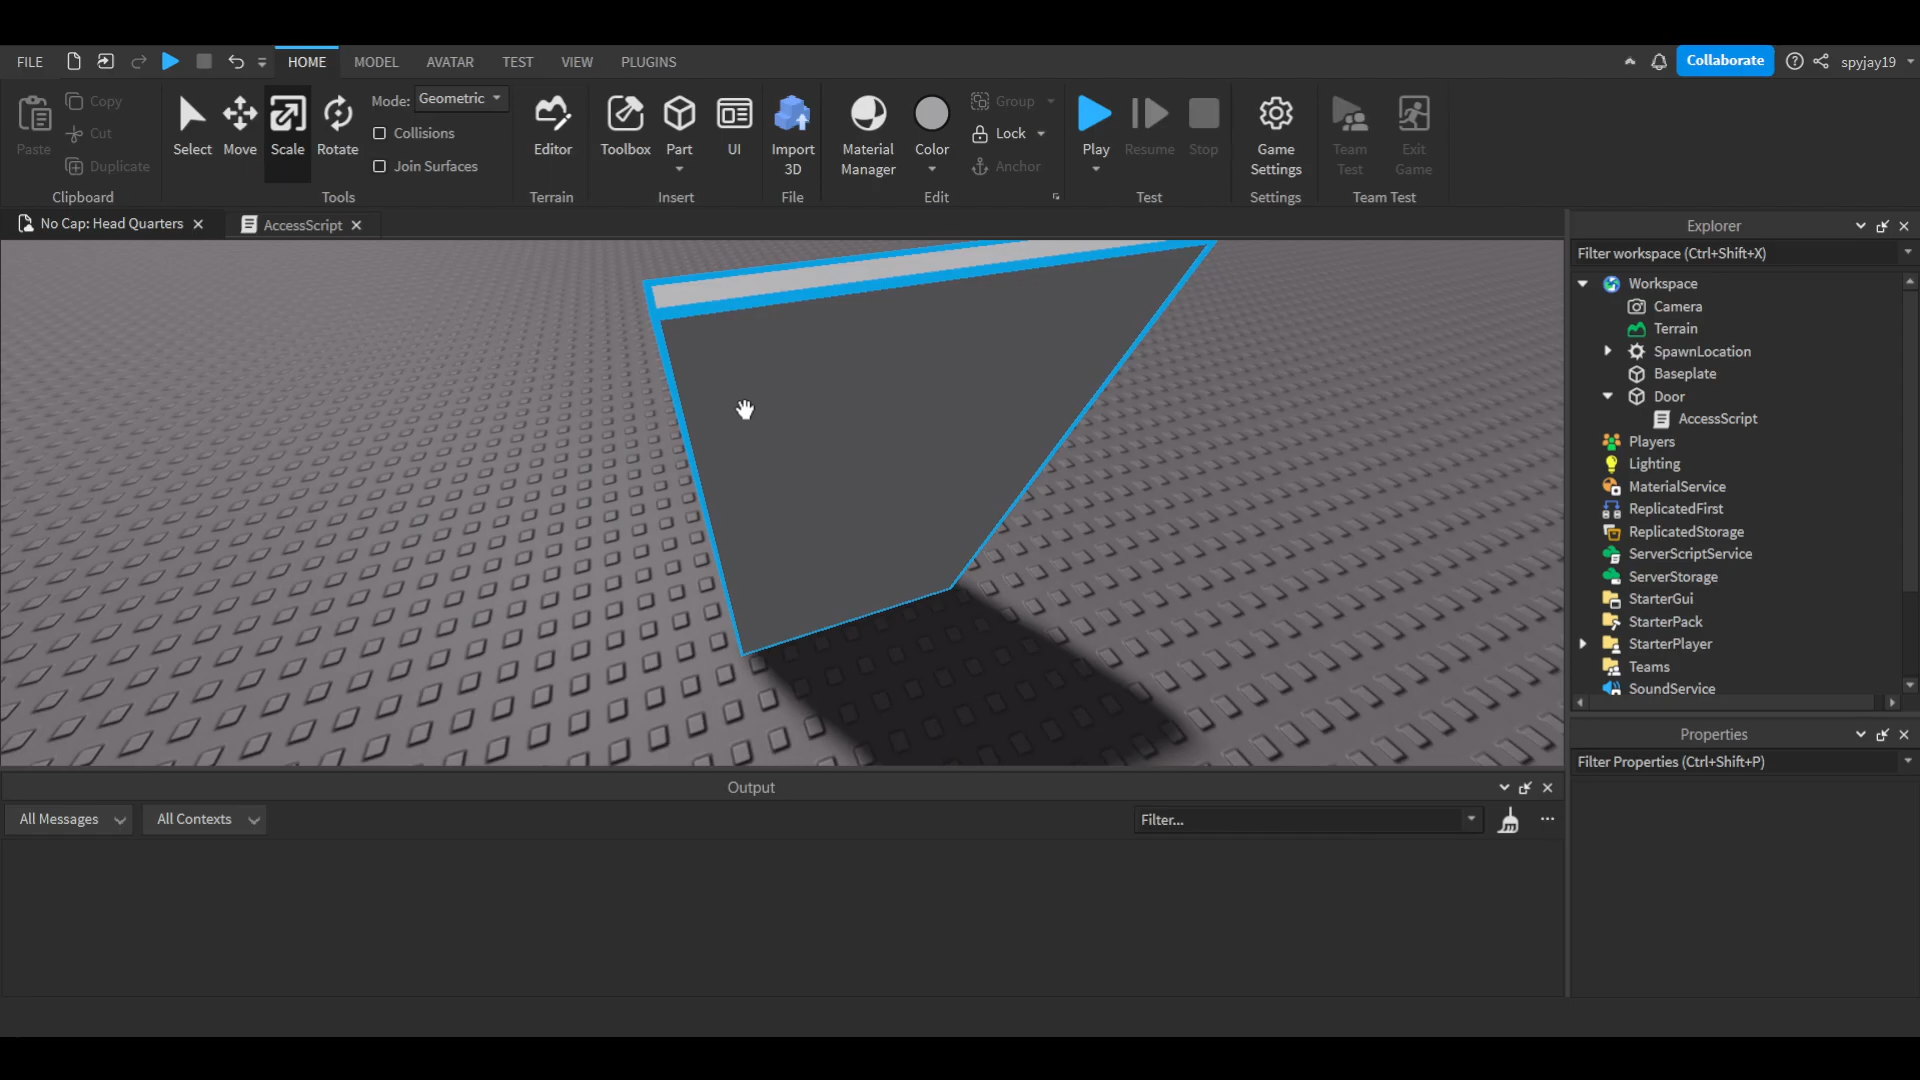 FILE
HOME
MODEL
AVATAR
TEST
VIEW
PLUGINS
Collaborate
spyjay19
Paste
Copy
Cut
Duplicate
Clipboard
Select
Move
Scale
Rotate
Mode:
Geometric
Collisions
Join Surfaces
Tools
Editor
Terrain
Toolbox
Part
UI
Insert
Import
3D
File
Material
Manager
Color
Group
Lock
Anchor
Edit
Play
Resume
Stop
Test
Game
Settings
Settings
Team
Test
Exit
Game
Team Test
No Cap: Head Quarters
AccessScript
Explorer
Filter workspace (Ctrl+Shift+X)
Workspace
Camera
Terrain
SpawnLocation
Baseplate
Door
AccessScript
Players
Lighting
MaterialService
ReplicatedFirst
ReplicatedStorage
ServerScriptService
ServerStorage
StarterGui
StarterPack
StarterPlayer
Teams
SoundService
Properties
Filter Properties (Ctrl+Shift+P)
Output
All Messages
All Contexts
Filter...